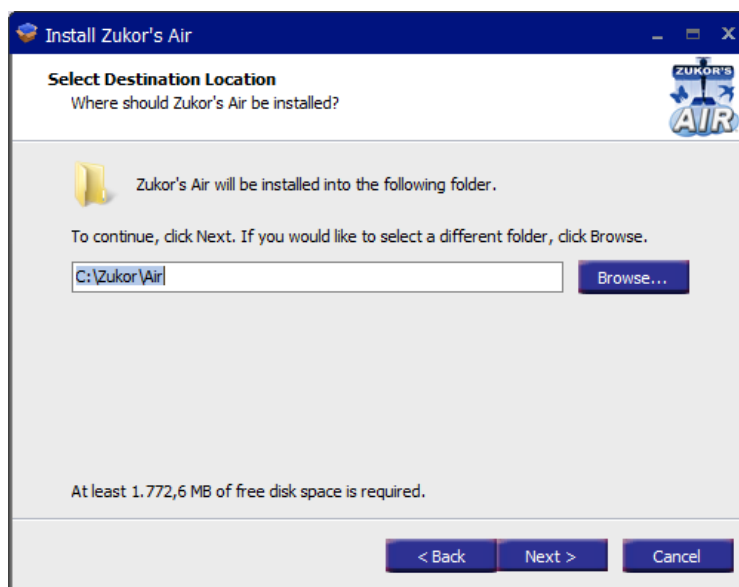 Install Zukor's Air
Select Destination Location
Where should Zukor's Air be installed?
ZUKOR'S
AIR
Zukor's Air will be installed into the following folder.
To continue, click Next. If you would like to select a different folder, click Browse.
C:\Zukor\Air
Browse...
At least 1.772,6 MB of free disk space is required.
< Back
Next >
Cancel